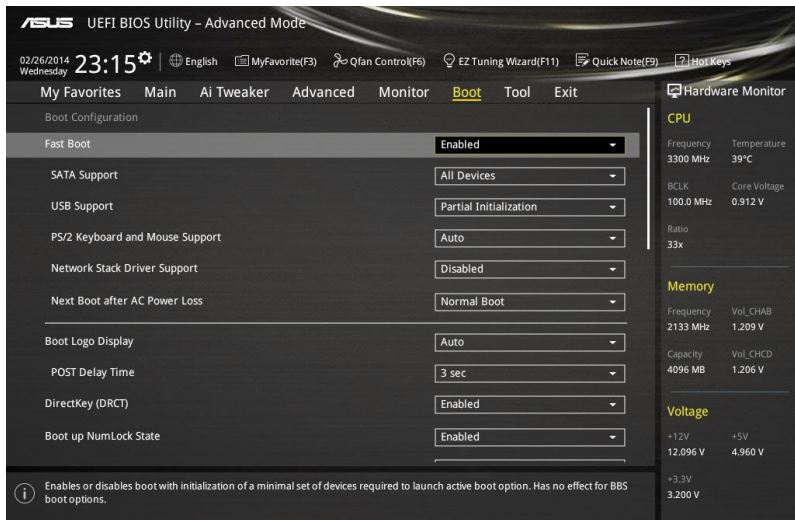 ASUS UEFI BIOS Utility – Advanced Mode
02/26/2014
Wednesday
23:15
English
MyFavorite(F3)
Qfan Control(F6)
EZ Tuning Wizard(F11)
Quick Note(F9)
? Hot Keys
My Favorites Main Ai Tweaker Advanced Monitor Boot Tool Exit
Boot Configuration
Fast Boot Enabled
SATA Support All Devices
USB Support Partial Initialization
PS/2 Keyboard and Mouse Support Auto
Network Stack Driver Support Disabled
Next Boot after AC Power Loss Normal Boot
Boot Logo Display Auto
POST Delay Time 3 sec
DirectKey (DRCT) Enabled
Boot up NumLock State Enabled
Enables or disables boot with initialization of a minimal set of devices required to launch active boot option. Has no effect for BBS
boot options.
Hardware Monitor
CPU
Frequency Temperature
3300 MHz 39°C
BCLK Core Voltage
100.0 MHz 0.912 V
Ratio
33x
Memory
Frequency Vol_CHAB
2133 MHz 1.209 V
Capacity Vol_CHCD
4096 MB 1.206 V
Voltage
+12V +5V
12.096 V 4.960 V
+3.3V
3.200 V